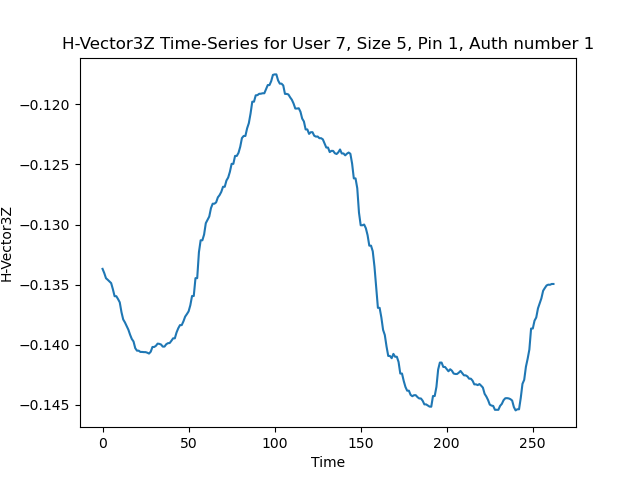 H-Vector3Z Time-Series for User 7, Size 5, Pin 1, Auth number 1
H-Vector3Z
−0.120
−0.125
−0.130
−0.135
−0.140
−0.145
0 50 100 150 200 250
Time